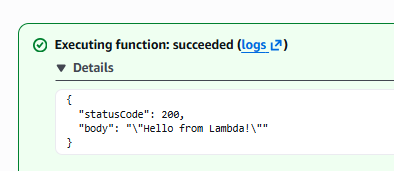 Executing function: succeeded (logs)
Details
{
  "statusCode": 200,
  "body": "\"Hello from Lambda!\""
}